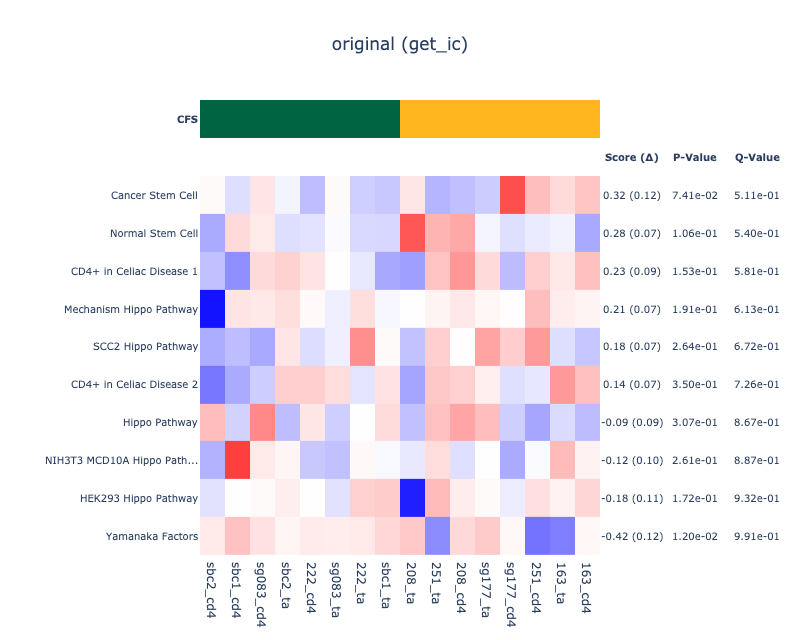 original (get_ic)
CFS
Score (Δ) P-Value Q-Value
Cancer Stem Cell 0.32 (0.12) 7.41e-02 5.11e-01
Normal Stem Cell 0.28 (0.07) 1.06e-01 5.40e-01
CD4+ in Celiac Disease 1 0.23 (0.09) 1.53e-01 5.81e-01
Mechanism Hippo Pathway 0.21 (0.07) 1.91e-01 6.13e-01
SCC2 Hippo Pathway 0.18 (0.07) 2.64e-01 6.72e-01
CD4+ in Celiac Disease 2 0.14 (0.07) 3.50e-01 7.26e-01
Hippo Pathway -0.09 (0.09) 3.07e-01 8.67e-01
NIH3T3 MCD10A Hippo Path... -0.12 (0.10) 2.61e-01 8.87e-01
HEK293 Hippo Pathway -0.18 (0.11) 1.72e-01 9.32e-01
Yamanaka Factors -0.42 (0.12) 1.20e-02 9.91e-01
sbc2_cd4
sbc1_cd4
sg083_cd4
sbc2_ta
222_cd4
sg083_ta
222_ta
sbc1_ta
208_ta
251_ta
208_cd4
sg177_ta
sg177_cd4
251_cd4
163_ta
163_cd4